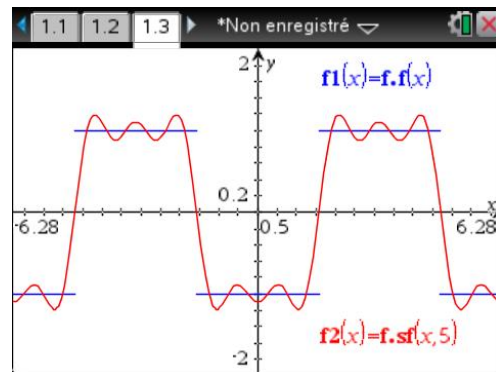 1.1 1.2 1.3 *Non enregistré
2 y
f1(x)=f.f(x)
0.2
x
-6.28 0.5 6.28
f2(x)=f.sf(x,5)
-2